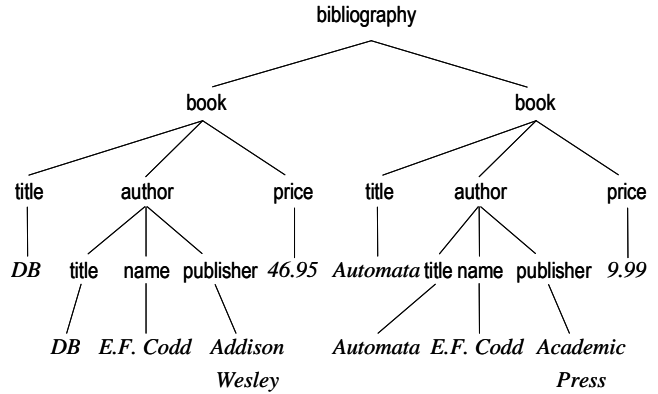 bibliography
book book
title author price title author price
DB title name publisher 46.95 Automata title name publisher 9.99
DB E.F. Codd Addison Automata E.F. Codd Academic
Wesley Press